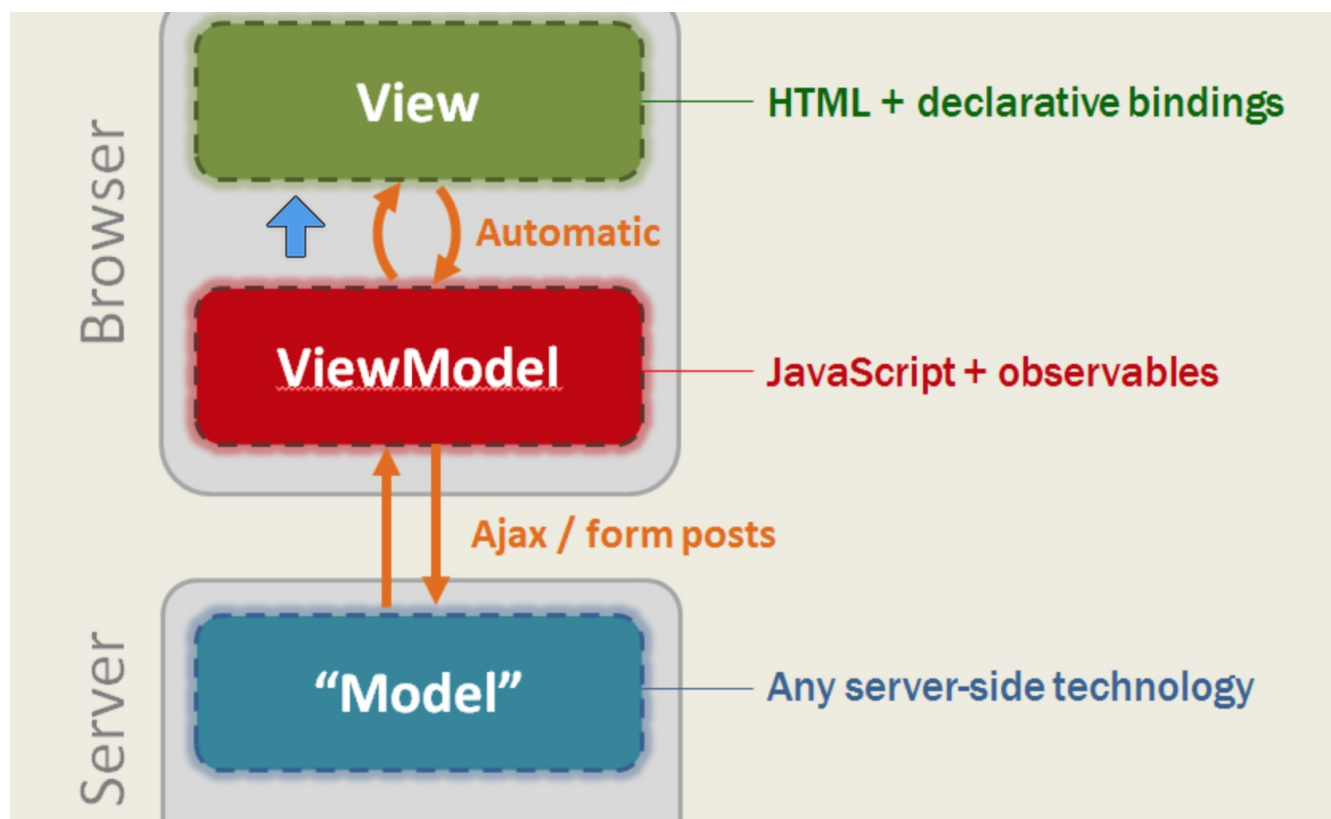 Browser
View
HTML + declarative bindings
Automatic
ViewModel
JavaScript + observables
Ajax / form posts
Server
“Model”
Any server-side technology